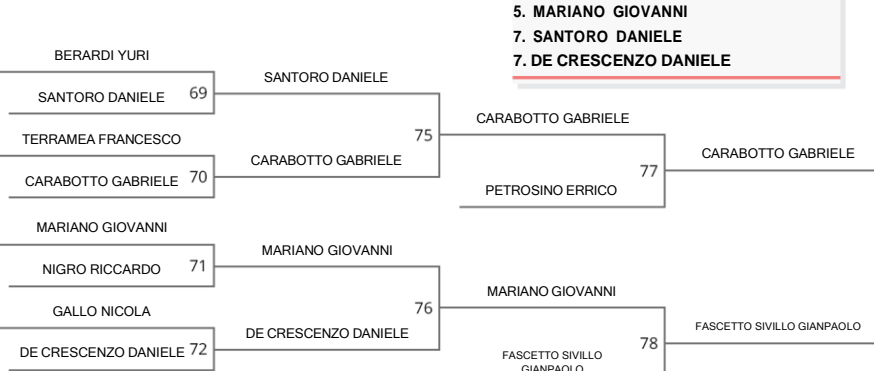 5. MARIANO GIOVANNI
7. SANTORO DANIELE
7. DE CRESCENZO DANIELE
BERARDI YURI
SANTORO DANIELE 69
SANTORO DANIELE
TERRAMEA FRANCESCO
CARABOTTO GABRIELE 70
CARABOTTO GABRIELE
75
CARABOTTO GABRIELE
PETROSINO ERRICO
77
CARABOTTO GABRIELE
MARIANO GIOVANNI
NIGRO RICCARDO 71
MARIANO GIOVANNI
GALLO NICOLA
DE CRESCENZO DANIELE 72
DE CRESCENZO DANIELE
76
MARIANO GIOVANNI
FASCETTO SIVILLO
GIANPAOLO
78
FASCETTO SIVILLO GIANPAOLO